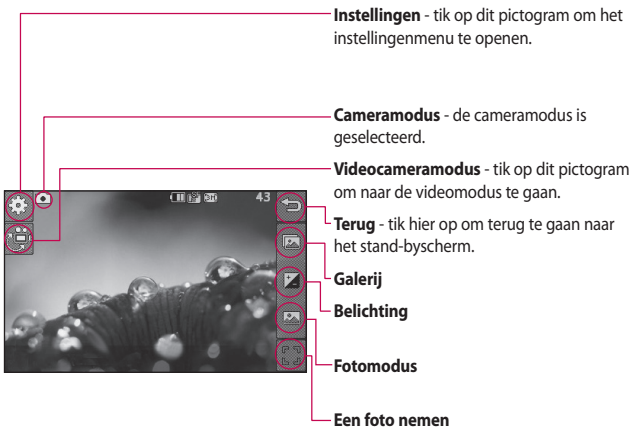 Instellingen - tik op dit pictogram om het
instellingenmenu te openen.
Cameramodus - de cameramodus is
geselecteerd.
Videocameramodus - tik op dit pictogram
om naar de videomodus te gaan.
43
Terug - tik hier op om terug te gaan naar
het stand-byscherm.
Galerij
Belichting
Fotomodus
Een foto nemen